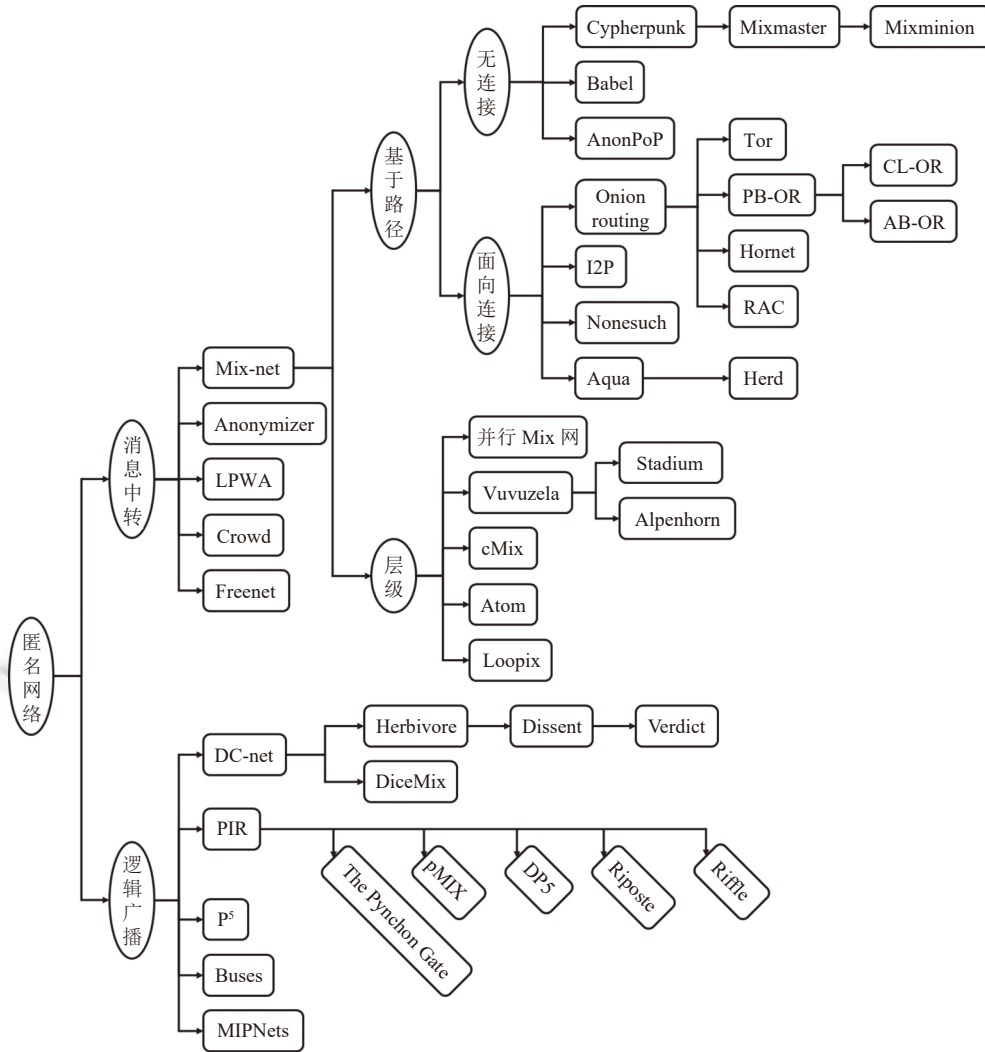 匿名网络
消息中转
Mix-net
基于路径
无连接
Cypherpunk
Mixmaster
Mixminion
Babel
AnonPoP
面向连接
Onion
routing
Tor
PB-OR
CL-OR
AB-OR
Hornet
RAC
I2P
Nonesuch
Aqua
Herd
层级
并行 Mix 网
Vuvuzela
Stadium
Alpenhorn
cMix
Atom
Loopix
Anonymizer
LPWA
Crowd
Freenet
逻辑广播
DC-net
Herbivore
Dissent
Verdict
DiceMix
PIR
The Pynchon Gate
pMIX
DP5
Riposte
Riffle
P⁵
Buses
MIPNets